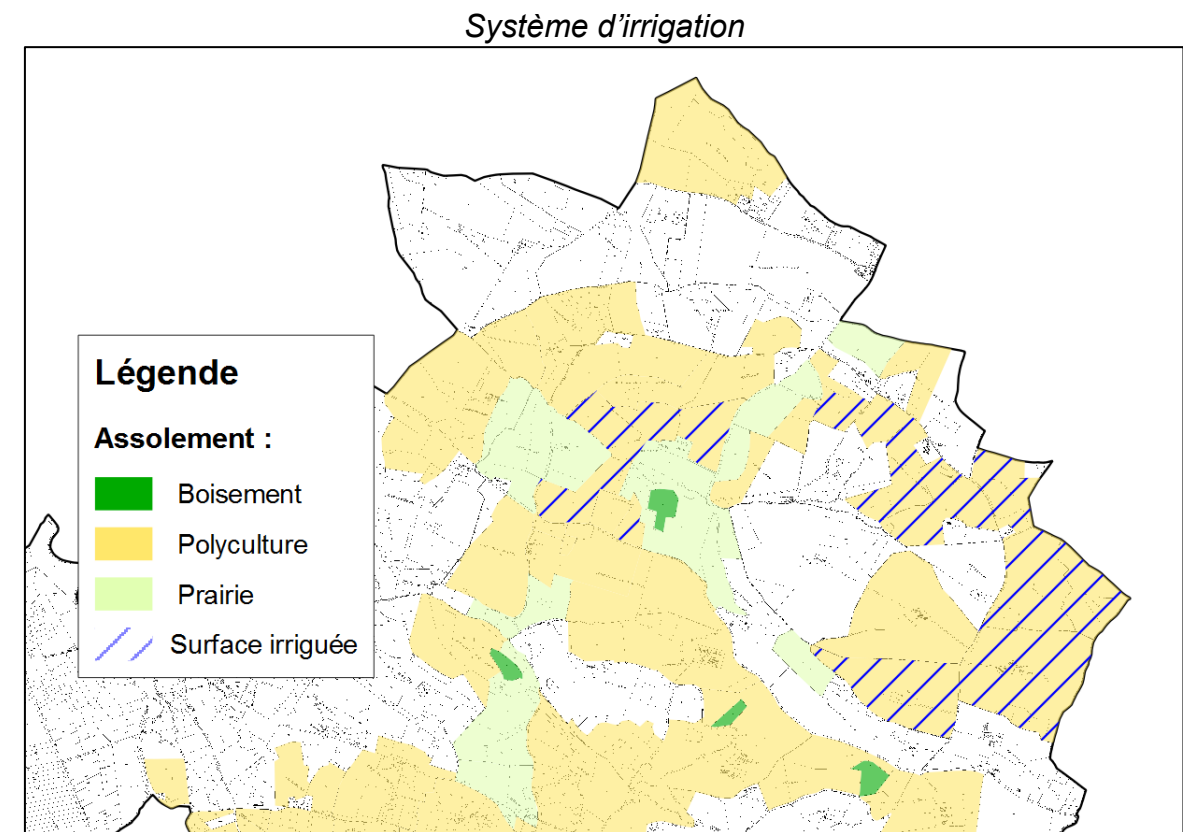 Système d'irrigation
Légende
Assolement :
Boisement
Polyculture
Prairie
Surface irriguée